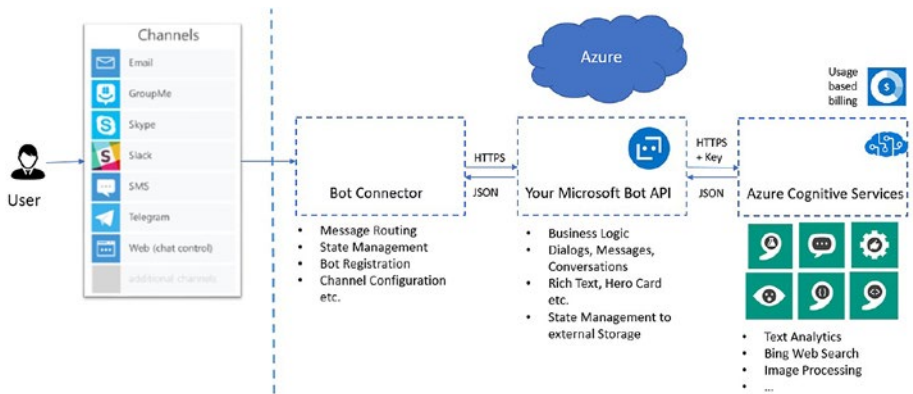 Channels
Email
GroupMe
Skype
Slack
SMS
Telegram
Web (chat control)
additional channels
User
Azure
Usage
based
billing
$
HTTPS
JSON
HTTPS
+ Key
JSON
Bot Connector
Your Microsoft Bot API
Azure Cognitive Services
• Message Routing
• State Management
• Bot Registration
• Channel Configuration
etc.
• Business Logic
• Dialogs, Messages,
Conversations
• Rich Text, Hero Card
etc.
• State Management to
external Storage
• Text Analytics
• Bing Web Search
• Image Processing
• ...